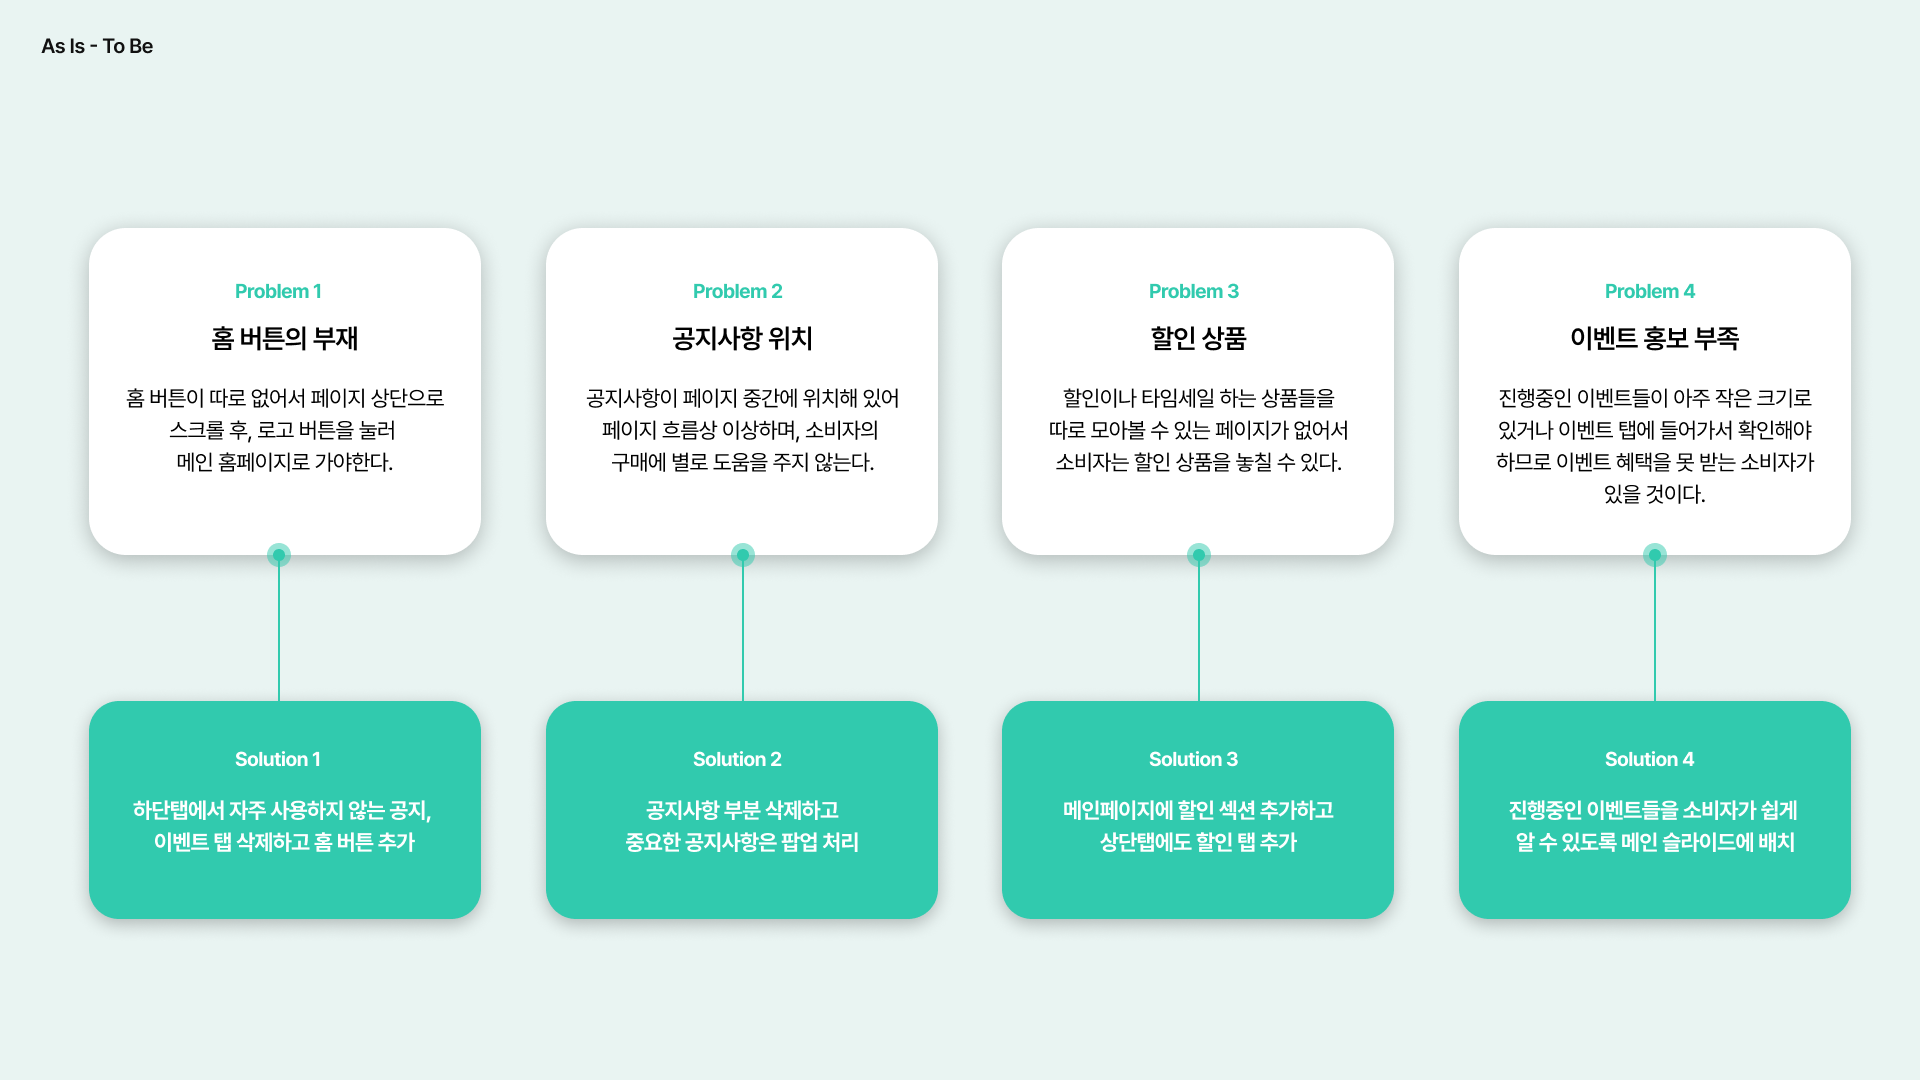 As Is - To Be
Problem 1
홈 버튼의 부재
홈 버튼이 따로 없어서 페이지 상단으로
스크롤 후, 로고 버튼을 눌러
메인 홈페이지로 가야한다.
Problem 2
공지사항 위치
공지사항이 페이지 중간에 위치해 있어
페이지 흐름상 이상하며, 소비자의
구매에 별로 도움을 주지 않는다.
Problem 3
할인 상품
할인이나 타임세일 하는 상품들을
따로 모아볼 수 있는 페이지가 없어서
소비자는 할인 상품을 놓칠 수 있다.
Problem 4
이벤트 홍보 부족
진행중인 이벤트들이 아주 작은 크기로
있거나 이벤트 탭에 들어가서 확인해야
하므로 이벤트 혜택을 못 받는 소비자가
있을 것이다.
Solution 1
하단탭에서 자주 사용하지 않는 공지,
이벤트 탭 삭제하고 홈 버튼 추가
Solution 2
공지사항 부분 삭제하고
중요한 공지사항은 팝업 처리
Solution 3
메인페이지에 할인 섹션 추가하고
상단탭에도 할인 탭 추가
Solution 4
진행중인 이벤트들을 소비자가 쉽게
알 수 있도록 메인 슬라이드에 배치